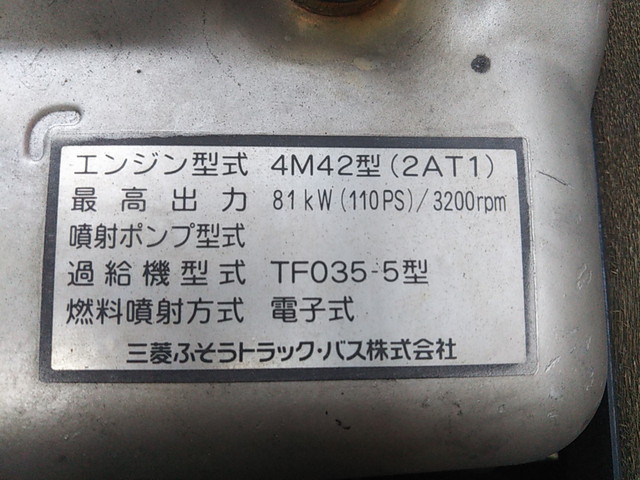 エンジン型式 4M42型(2AT1)
最高出力 81kW(110PS)/3200rpm
噴射ポンプ型式
過給機型式 TF035-5型
燃料噴射方式 電子式
三菱ふそうトラック・バス株式会社